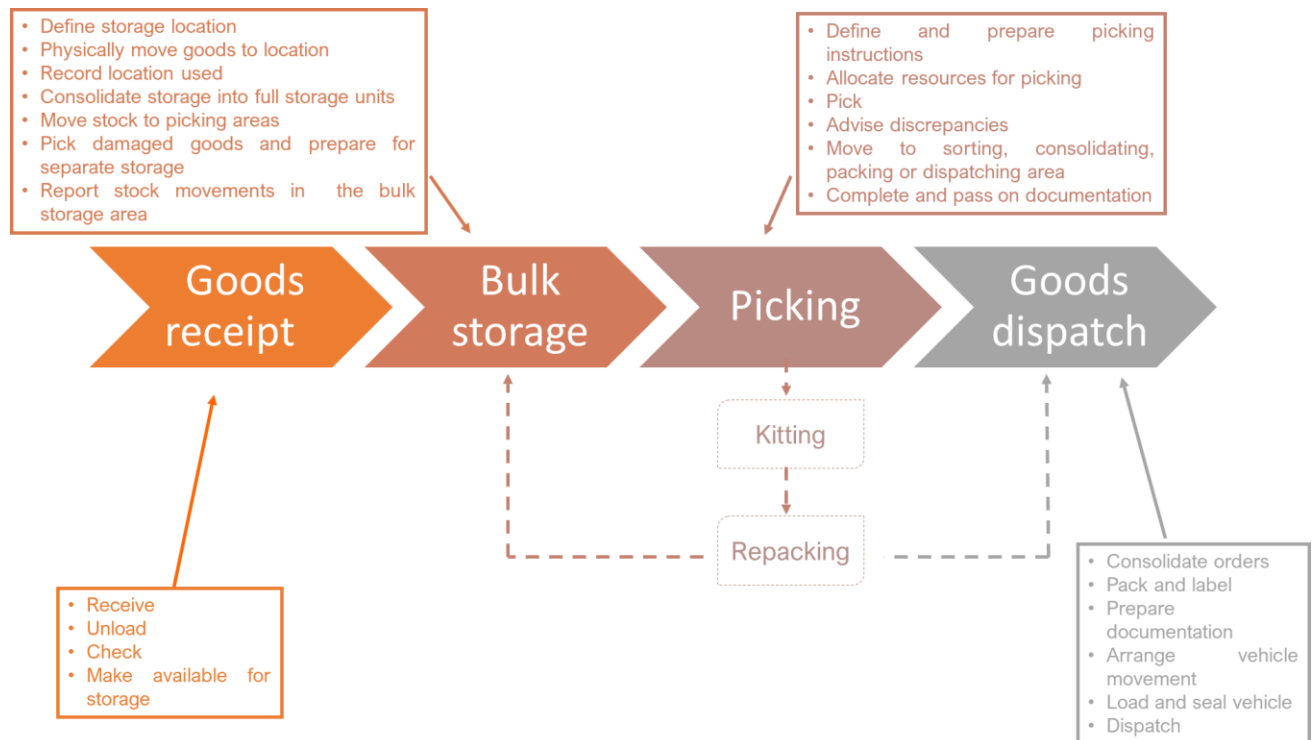 • Define storage location
• Physically move goods to location
• Record location used
• Consolidate storage into full storage units
• Move stock to picking areas
• Pick damaged goods and prepare for
separate storage
• Report stock movements in the bulk
storage area
• Define and prepare picking
instructions
• Allocate resources for picking
• Pick
• Advise discrepancies
• Move to sorting, consolidating,
packing or dispatching area
• Complete and pass on documentation
Goods
receipt
Bulk
storage
Picking
Goods
dispatch
Kitting
Repacking
• Receive
• Unload
• Check
• Make available for
storage
• Consolidate orders
• Pack and label
• Prepare
documentation
• Arrange vehicle
movement
• Load and seal vehicle
• Dispatch